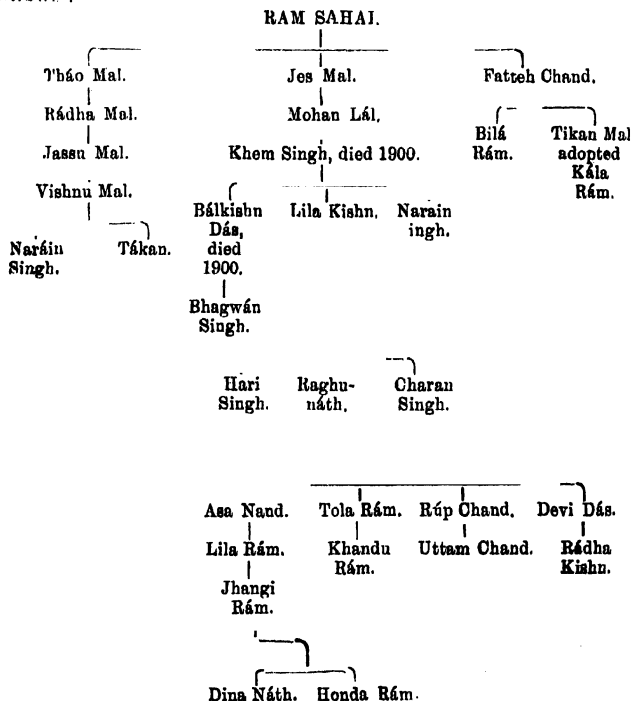 RAM SAHAI.
Tháo Mal. Jes Mal. Fatteh Chand.
Rádha Mal. Mohan Lál.
Bilá Tikan Mal
Jassu Mal. Khem Singh, died 1900. Rám. adopted
Kála
Vishnu Mal. Rám.
Bálkishn Lila Kishn. Narain
Dás, ingh.
Naráin Tákan. died
Singh. 1900.
Bhagwán
Singh.
Hari Raghu- Charan
Singh. náth. Singh.
Asa Nand. Tola Rám. Rúp Chand. Devi Dás.
Lila Rám. Khandu Uttam Chand. Rádha
Rám. Kishn.
Jhangi
Rám.
Dina Náth. Honda Rám.